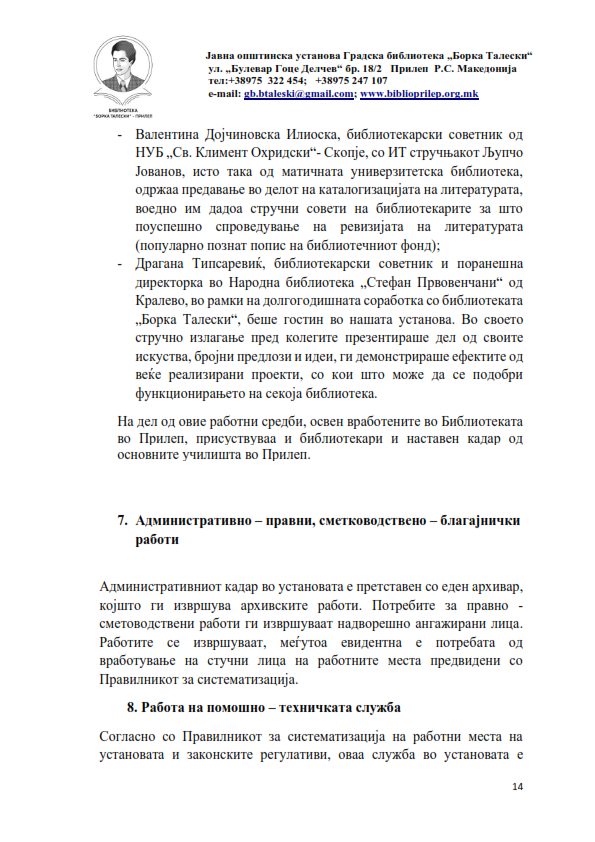 Јавна општинска установа Градска библиотека „Борка Талески“
ул. „Булевар Гоце Делчев“ бр. 18/2 Прилеп Р.С. Македонија
тел:+38975 322 454; +38975 247 107
e-mail: gb.btaleski@gmail.com; www.biblioprilep.org.mk
БИБЛИОТЕКА
"БОРКА ТАЛЕСКИ" - ПРИЛЕП
- Валентина Дојчиновска Илиоска, библиотекарски советник од
НУБ „Св. Климент Охридски“- Скопје, со ИТ стручњакот Љупчо
Јованов, исто така од матичната универзитетска библиотека,
одржаа предавање во делот на каталогизацијата на литературата,
воедно им дадоа стручни совети на библиотекарите за што
поуспешно спроведување на ревизијата на литературата
(популарно познат попис на библиотечниот фонд);
- Драгана Типсаревиќ, библиотекарски советник и поранешна
директорка во Народна библиотека „Стефан Првовенчани“ од
Кралево, во рамки на долгогодишната соработка со библиотеката
„Борка Талески“, беше гостин во нашата установа. Во своето
стручно излагање пред колегите презентираше дел од своите
искуства, бројни предлози и идеи, ги демонстрираше ефектите од
веќе реализирани проекти, со кои што може да се подобри
функционирањето на секоја библиотека.
На дел од овие работни средби, освен вработените во Библиотеката
во Прилеп, присуствуваа и библиотекари и наставен кадар од
основните училишта во Прилеп.
7. Административно – правни, сметководствено – благајнички
работи
Административниот кадар во установата е претставен со еден архивар,
којшто ги извршува архивските работи. Потребите за правно -
сметоводствени работи ги извршуваат надворешно ангажирани лица.
Работите се извршуваат, меѓутоа евидентна е потребата од
вработување на стучни лица на работните места предвидени со
Правилникот за систематизација.
8. Работа на помошно – техничката служба
Согласно со Правилникот за систематизација на работни места на
установата и законските регулативи, оваа служба во установата е
14